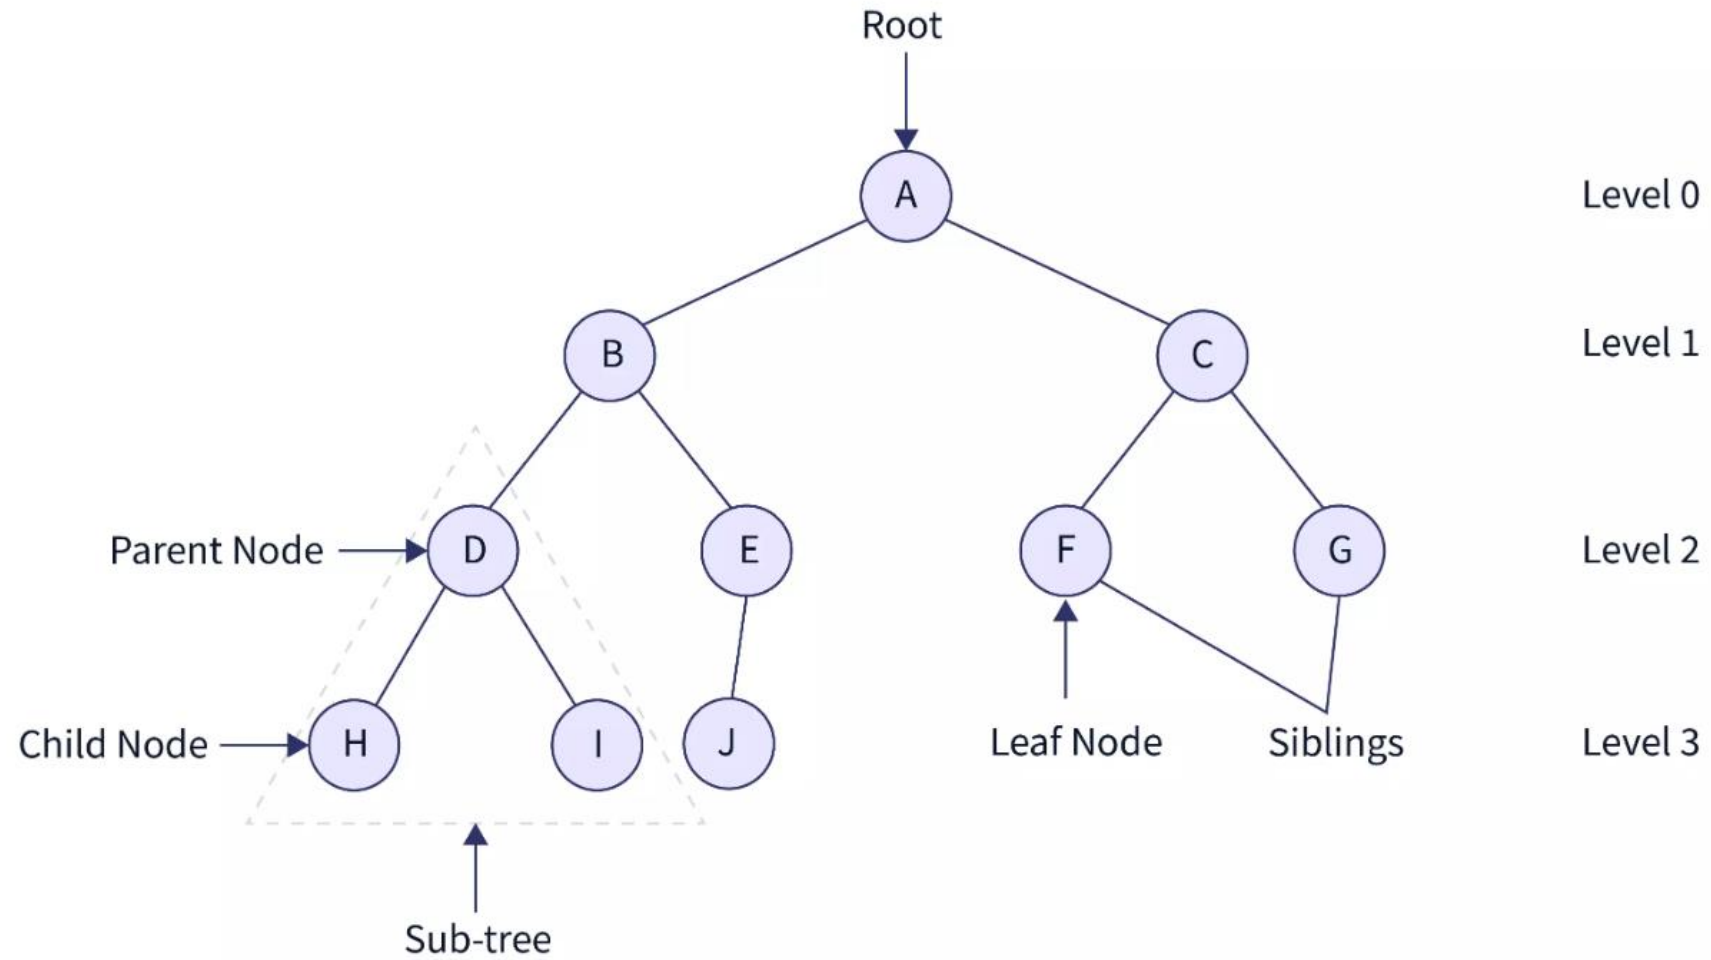 Root
A
Level 0
B
C
Level 1
Parent Node
D
E
F
G
Level 2
Child Node
H
I
J
Leaf Node
Siblings
Level 3
Sub-tree